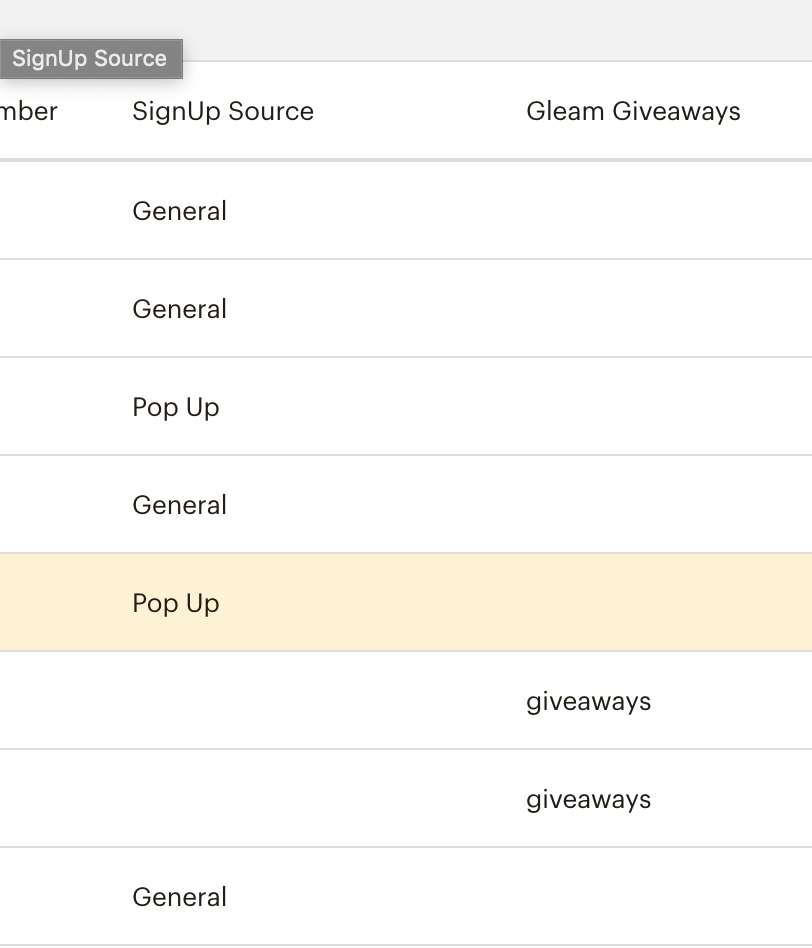 SignUp Source
mber SignUp Source Gleam Giveaways
General
General
Pop Up
General
Pop Up
giveaways
giveaways
General